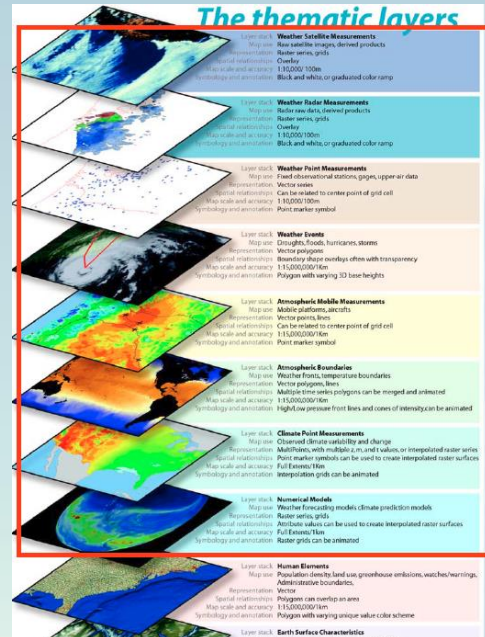 The thematic layers
Layer stack Weather Satellite Measurements
Map use Raw satellite images, derived products
Representation Raster series, grids
Spatial relationships Overlay
Map scale and accuracy 1:10,000/ 100m
Symbology and annotation Black and white, or graduated color ramp
Layer stack Weather Radar Measurements
Map use Radar raw data, derived products
Representation Raster series, grids
Spatial relationships Overlay
Map scale and accuracy 1:10,000/100m
Symbology and annotation Black and white, or graduated color ramp
Layer stack Weather Point Measurements
Map use Fixed observational stations, gages, upper-air data
Representation Vector series
Spatial relationships Can be related to center point of grid cell
Map scale and accuracy 1:10,000/100m
Symbology and annotation Point marker symbol
Layer stack Weather Events
Map use Droughts, floods, hurricanes, storms
Representation Vector polygons
Spatial relationships Boundary shape overlays often with transparency
Map scale and accuracy 1:15,000,000/1Km
Symbology and annotation Polygon with varying 3D base heights
Layer stack Atmospheric Mobile Measurements
Map use Mobile platforms, aircrafts
Representation Vector points, lines
Spatial relationships Can be related to center point of grid cell
Map scale and accuracy 1:15,000,000/1Km
Symbology and annotation Point marker symbol
Layer stack Atmospheric Boundaries
Map use Weather fronts, temperature boundaries
Representation Vector polygons, lines
Spatial relationships Multiple time series polygons can be merged and animated
Map scale and accuracy 1:15,000,000/1Km
Symbology and annotation High/Low pressure front lines and cones of intensity,can be animated
Layer stack Climate Point Measurements
Map use Observed climate variability and change
Representation MultiPoints, with multiple z, m, and t values, or interpolated raster series
Spatial relationships Point marker symbols can be used to create interpolated raster surfaces
Map scale and accuracy Full Extents/1Km
Symbology and annotation Interpolation grids can be animated
Layer stack Numerical Models
Map use Weather forecasting models climate prediction models
Representation Raster series, grids
Spatial relationships Attribute values can be used to create interpolated raster surfaces
Map scale and accuracy Full Extents/1km
Symbology and annotation Raster grids can be animated
Layer stack Human Elements
Map use Population density, land use, greenhouse emissions, watches/warnings,
Administrative boundaries,
Representation Vector
Spatial relationships Polygons can overlap an area
Map scale and accuracy 1:15,000,000/1km
Symbology and annotation Polygon with varying unique value color scheme
Layer stack Earth Surface Characteristics